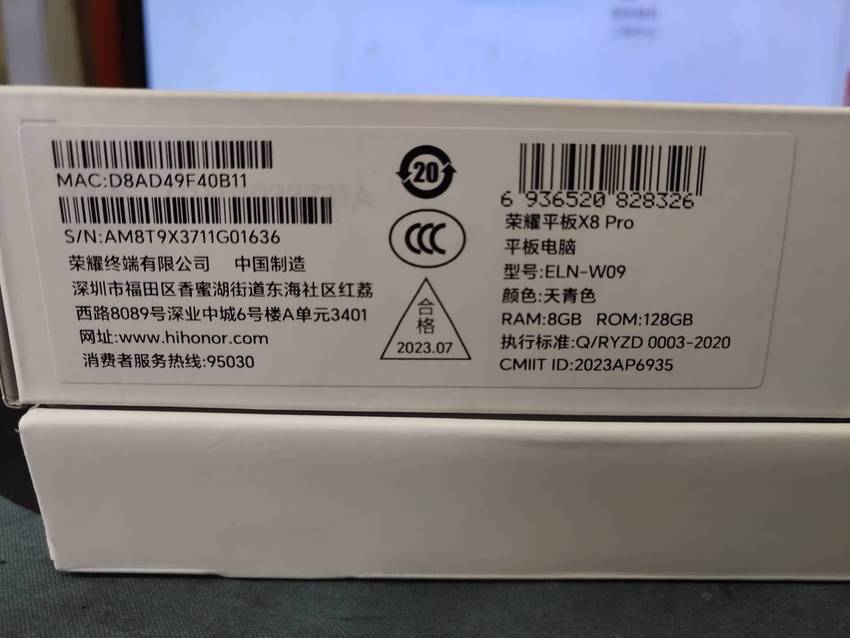 MAC:D8AD49F40B11
S/N:AM8T9X3711G01636
荣耀终端有限公司 中国制造
深圳市福田区香蜜湖街道东海社区红荔
西路8089号深业中城6号楼A单元3401
网址:www.hihonor.com
消费者服务热线:95030
20
CCC
合
格
2023.07
6 936520 828326
荣耀平板X8 Pro
平板电脑
型号:ELN-W09
颜色:天青色
RAM:8GB ROM:128GB
执行标准:Q/RYZD 0003-2020
CMIIT ID:2023AP6935